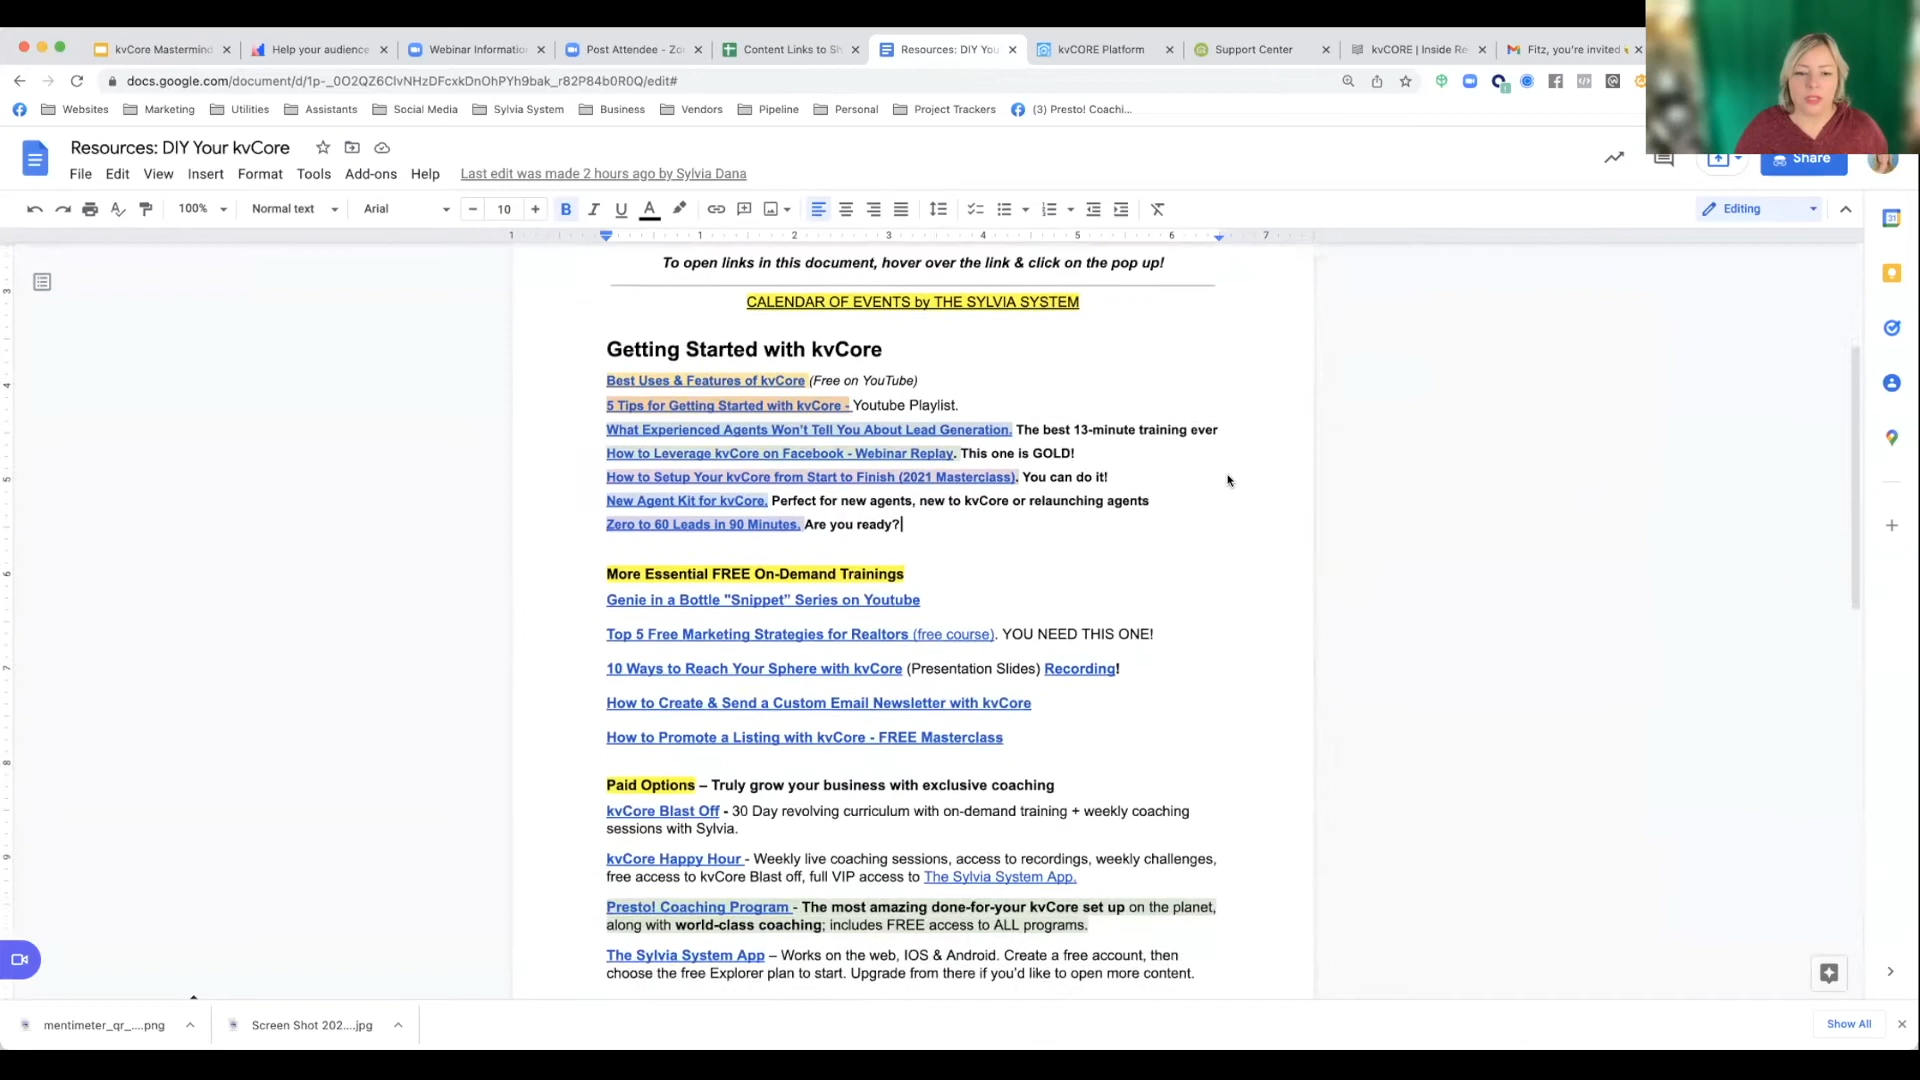 kvCore Mastermind
Help your audience
Webinar Information
Post Attendee - Zo
Content Links to Sh
Resources: DIY You
kvCORE Platform
Support Center
kvCORE | Inside Re
Fitz, you're invited
docs.google.com/document/d/1p-_0O2QZ6ClvNHzDFcxkDnOhPYh9bak_r82P84b0R0Q/edit#
Websites
Marketing
Utilities
Assistants
Social Media
Sylvia System
Business
Vendors
Pipeline
Personal
Project Trackers
(3) Presto! Coachi...
Resources: DIY Your kvCore
Share
File Edit View Insert Format Tools Add-ons Help Last edit was made 2 hours ago by Sylvia Dana
100% Normal text Arial 10 B I U A Editing
1 1 2 3 4 5 6 7
To open links in this document, hover over the link & click on the pop up!
CALENDAR OF EVENTS by THE SYLVIA SYSTEM
Getting Started with kvCore
Best Uses & Features of kvCore (Free on YouTube)
5 Tips for Getting Started with kvCore - Youtube Playlist.
What Experienced Agents Won't Tell You About Lead Generation. The best 13-minute training ever
How to Leverage kvCore on Facebook - Webinar Replay. This one is GOLD!
How to Setup Your kvCore from Start to Finish (2021 Masterclass). You can do it!
New Agent Kit for kvCore. Perfect for new agents, new to kvCore or relaunching agents
Zero to 60 Leads in 90 Minutes. Are you ready?
More Essential FREE On-Demand Trainings
Genie in a Bottle "Snippet" Series on Youtube
Top 5 Free Marketing Strategies for Realtors (free course). YOU NEED THIS ONE!
10 Ways to Reach Your Sphere with kvCore (Presentation Slides) Recording!
How to Create & Send a Custom Email Newsletter with kvCore
How to Promote a Listing with kvCore - FREE Masterclass
Paid Options – Truly grow your business with exclusive coaching
kvCore Blast Off - 30 Day revolving curriculum with on-demand training + weekly coaching
sessions with Sylvia.
kvCore Happy Hour - Weekly live coaching sessions, access to recordings, weekly challenges,
free access to kvCore Blast off, full VIP access to The Sylvia System App.
Presto! Coaching Program - The most amazing done-for-your kvCore set up on the planet,
along with world-class coaching; includes FREE access to ALL programs.
The Sylvia System App – Works on the web, IOS & Android. Create a free account, then
choose the free Explorer plan to start. Upgrade from there if you'd like to open more content.
3
4
5
6
7
8
9
31
mentimeter_qr_....png
Screen Shot 202....jpg
Show All